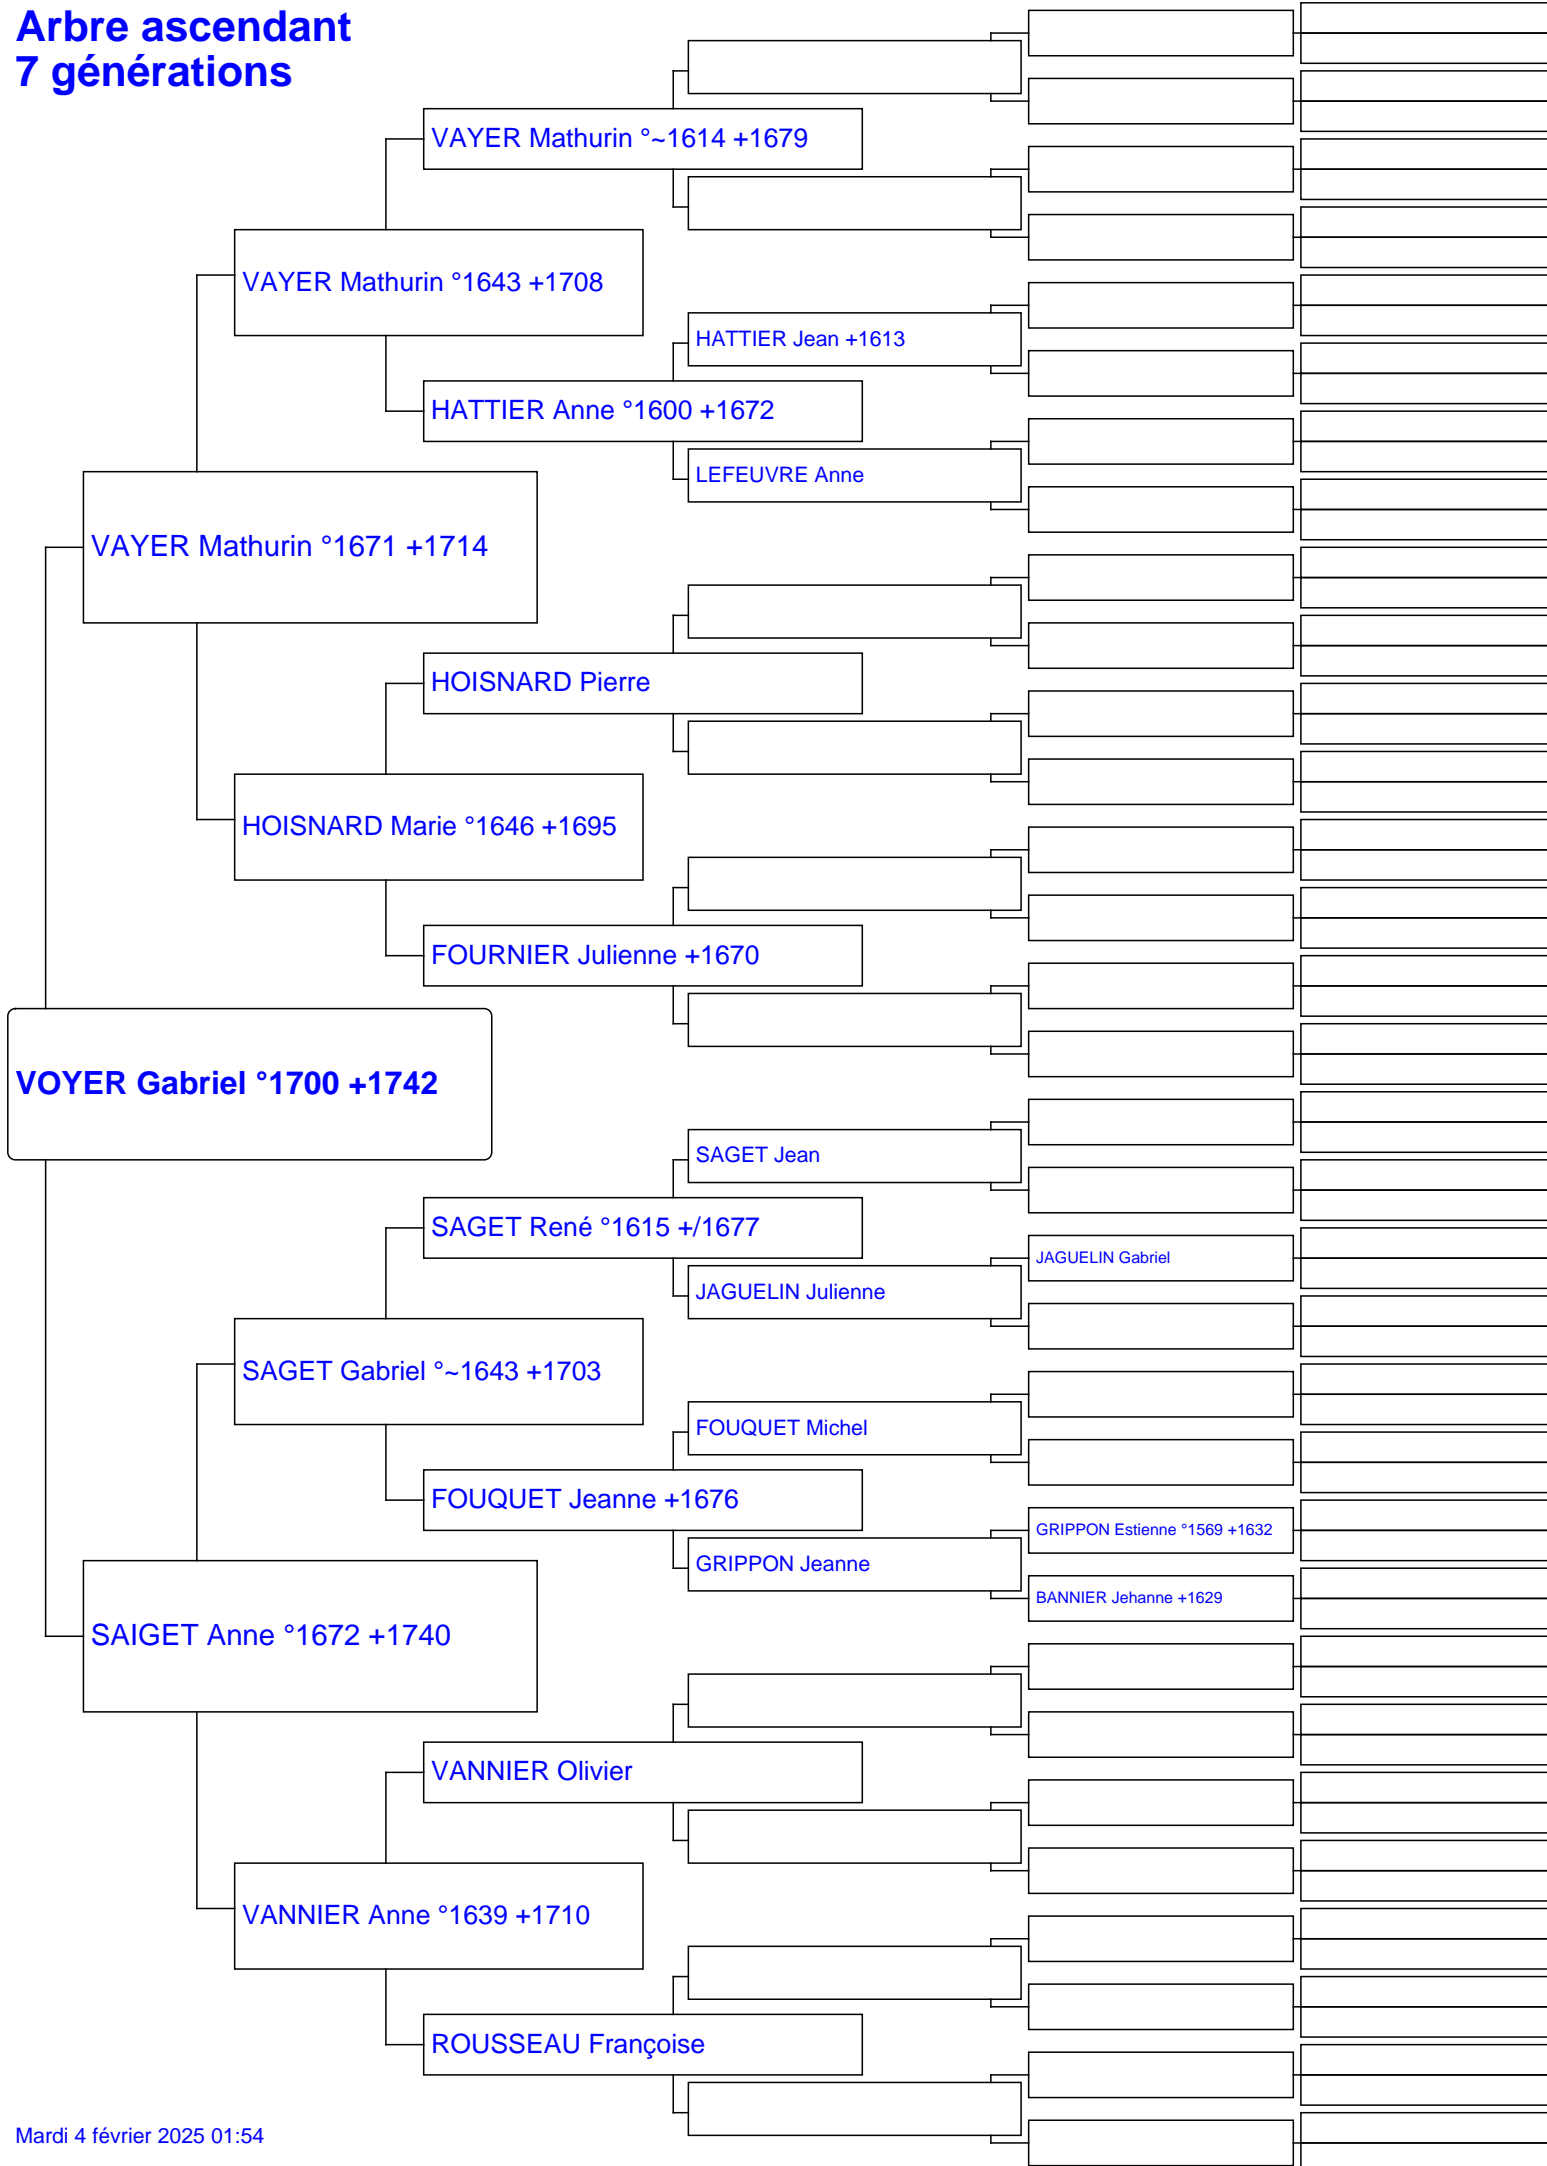 Arbre ascendant
7 générations
VAYER Mathurin °~1614 +1679
VAYER Mathurin °1643 +1708
HATTIER Jean +1613
HATTIER Anne °1600 +1672
LEFEUVRE Anne
VAYER Mathurin °1671 +1714
HOISNARD Pierre
HOISNARD Marie °1646 +1695
FOURNIER Julienne +1670
VOYER Gabriel °1700 +1742
SAGET Jean
SAGET René °1615 +/1677
JAGUELIN Gabriel
JAGUELIN Julienne
SAGET Gabriel °~1643 +1703
FOUQUET Michel
FOUQUET Jeanne +1676
GRIPPON Estienne °1569 +1632
GRIPPON Jeanne
BANNIER Jehanne +1629
SAIGET Anne °1672 +1740
VANNIER Olivier
VANNIER Anne °1639 +1710
ROUSSEAU Françoise
Mardi 4 février 2025 01:54